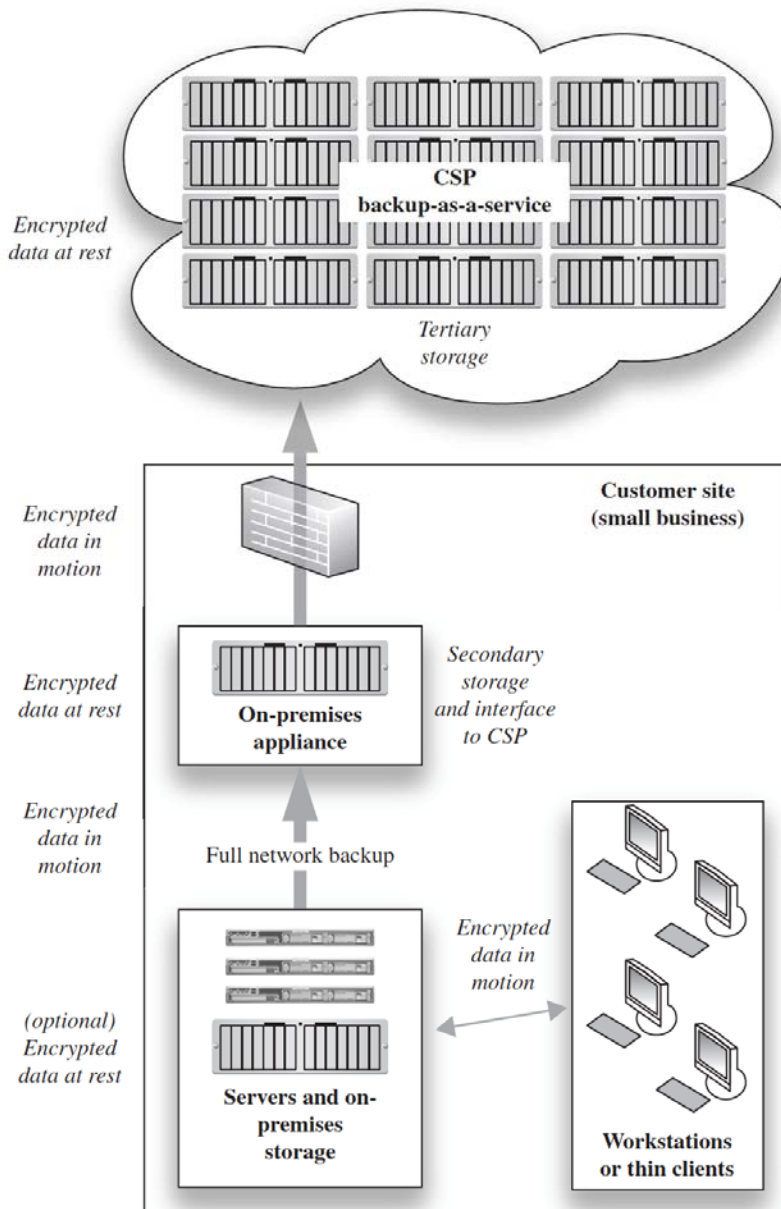 CSP
backup-as-a-service
Encrypted
data at rest
Tertiary
storage
Customer site
(small business)
Encrypted
data in
motion
Encrypted
data at rest
On-premises
appliance
Secondary
storage
and interface
to CSP
Encrypted
data in
motion
Full network backup
Encrypted
data in
motion
(optional)
Encrypted
data at rest
Servers and on-
premises
storage
Workstations
or thin clients